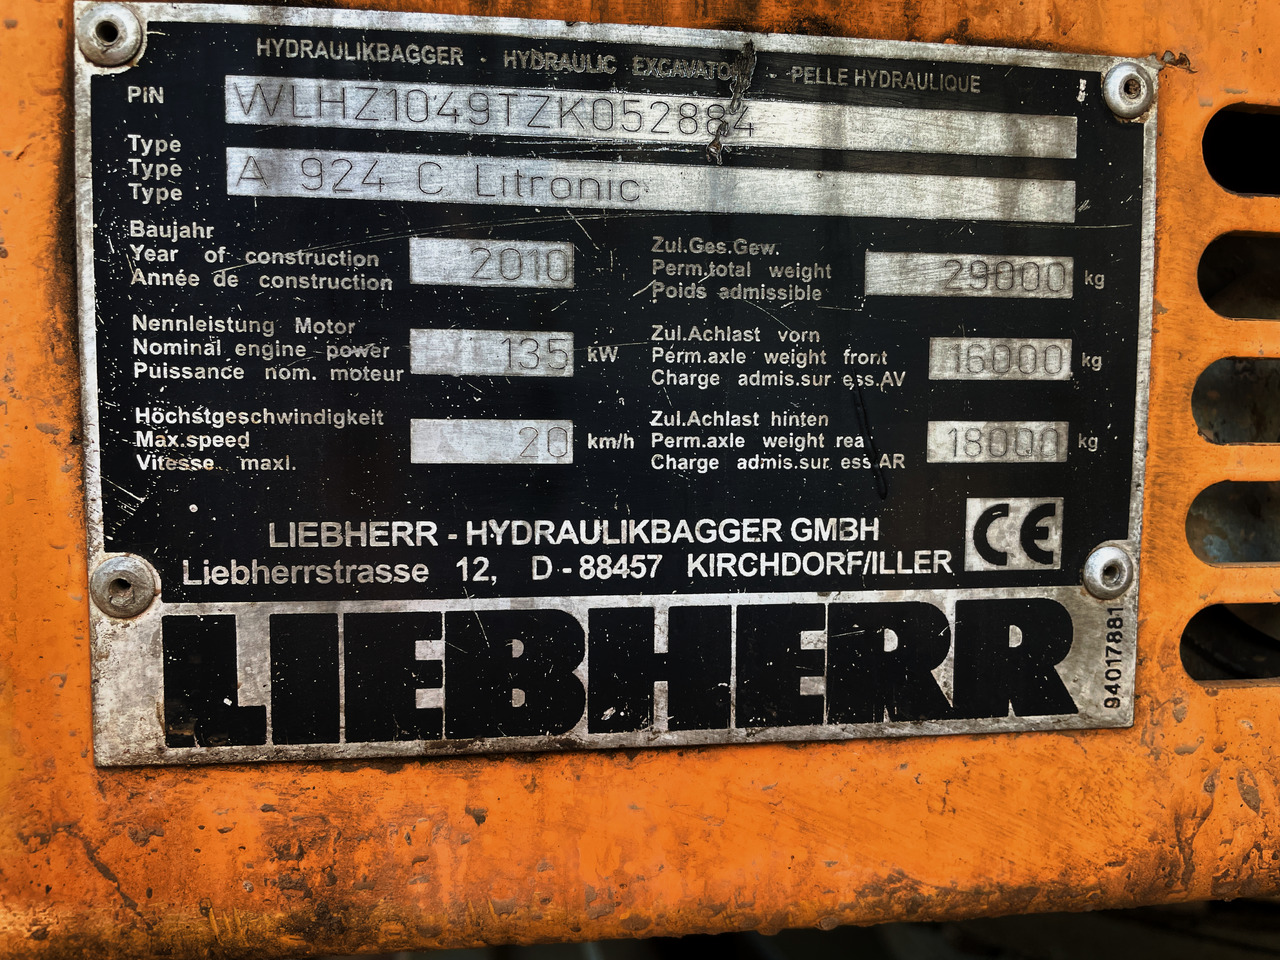 HYDRAULIKBAGGER - HYDRAULIC EXCAVATOR - PELLE HYDRAULIQUE
PIN WLHZ1049TZK052884
Type
Type A 924 C Litronic
Type
Baujahr
Year of construction 2010
Année de construction
Zul.Ges.Gew.
Perm.total weight 29000 kg
Poids admissible
Nennleistung Motor
Nominal engine power 135 kW
Puissance nom. moteur
Zul.Achlast vorn
Perm.axle weight front 16000 kg
Charge admis.sur ess.AV
Höchstgeschwindigkeit
Max.speed 20 km/h
Vitesse maxl.
Zul.Achlast hinten
Perm.axle weight rear 18000 kg
Charge admis.sur ess.AR
LIEBHERR - HYDRAULIKBAGGER GMBH
Liebherrstrasse 12, D - 88457 KIRCHDORF/ILLER
CE
LIEBHERR
94017881